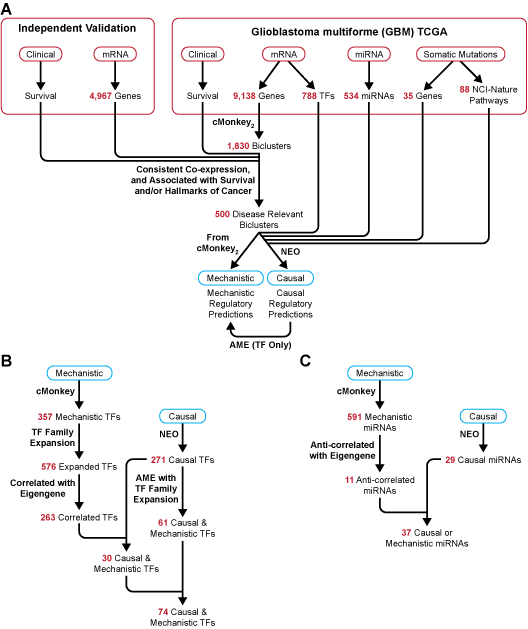 A
Independent Validation
Clinical
mRNA
Survival
4,967 Genes
Glioblastoma multiforme (GBM) TCGA
Clinical
mRNA
miRNA
Somatic Mutations
Survival
9,138 Genes
788 TFs
534 miRNAs
35 Genes
88 NCI-Nature
Pathways
cMonkey2
1,830 Biclusters
Consistent Co-expression,
and Associated with Survival
and/or Hallmarks of Cancer
500 Disease Relevant
Biclusters
From
cMonkey2
NEO
Mechanistic
Causal
Mechanistic
Regulatory
Predictions
Causal
Regulatory
Predictions
AME (TF Only)
B
Mechanistic
cMonkey
357 Mechanistic TFs
TF Family
Expansion
576 Expanded TFs
Correlated with
Eigengene
263 Correlated TFs
Causal
NEO
271 Causal TFs
AME with
TF Family
Expansion
61 Causal &
Mechanistic TFs
30 Causal &
Mechanistic TFs
74 Causal &
Mechanistic TFs
C
Mechanistic
cMonkey
591 Mechanistic
miRNAs
Anti-correlated
with Eigengene
11 Anti-correlated
miRNAs
Causal
NEO
29 Causal miRNAs
37 Causal or
Mechanistic miRNAs